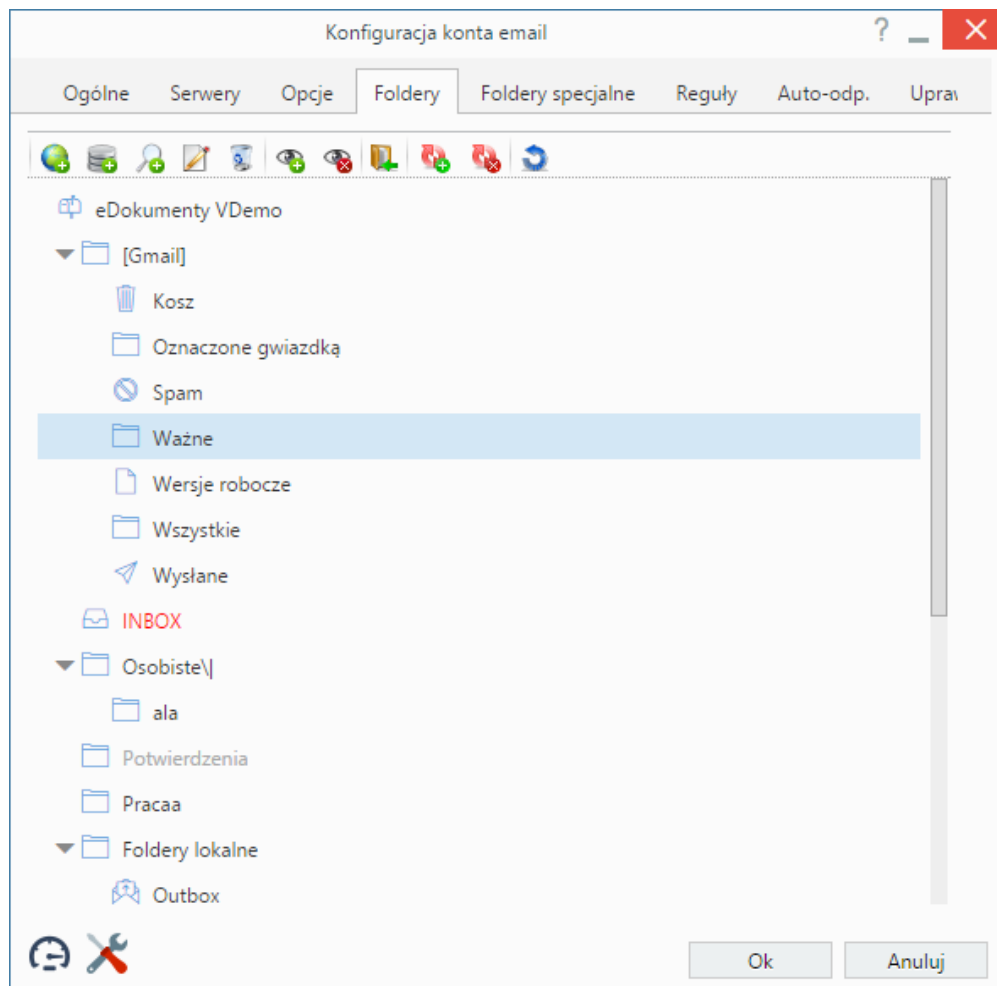 Konfiguracja konta email ?
Ogólne Serwery Opcje Foldery Foldery specjalne Reguły Auto-odp.
eDokumenty VDemo
[Gmail]
Kosz
Oznaczone gwiazdką
Spam
Ważne
Wersje robocze
Wszystkie
Wysłane
INBOX
Osobiste\|
ala
Potwierdzenia
Pracaa
Foldery lokalne
Outbox
Ok Anuluj